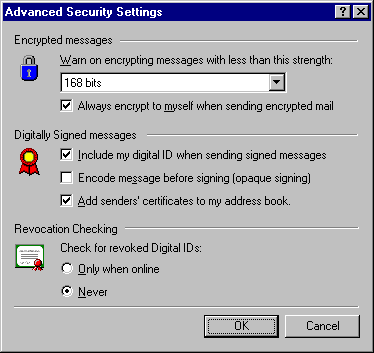 Advanced Security Settings
Encrypted messages
Warn on encrypting messages with less than this strength:
168 bits
Always encrypt to myself when sending encrypted mail
Digitally Signed messages
Include my digital ID when sending signed messages
Encode message before signing (opaque signing)
Add senders' certificates to my address book.
Revocation Checking
Check for revoked Digital IDs:
Only when online
Never
OK Cancel